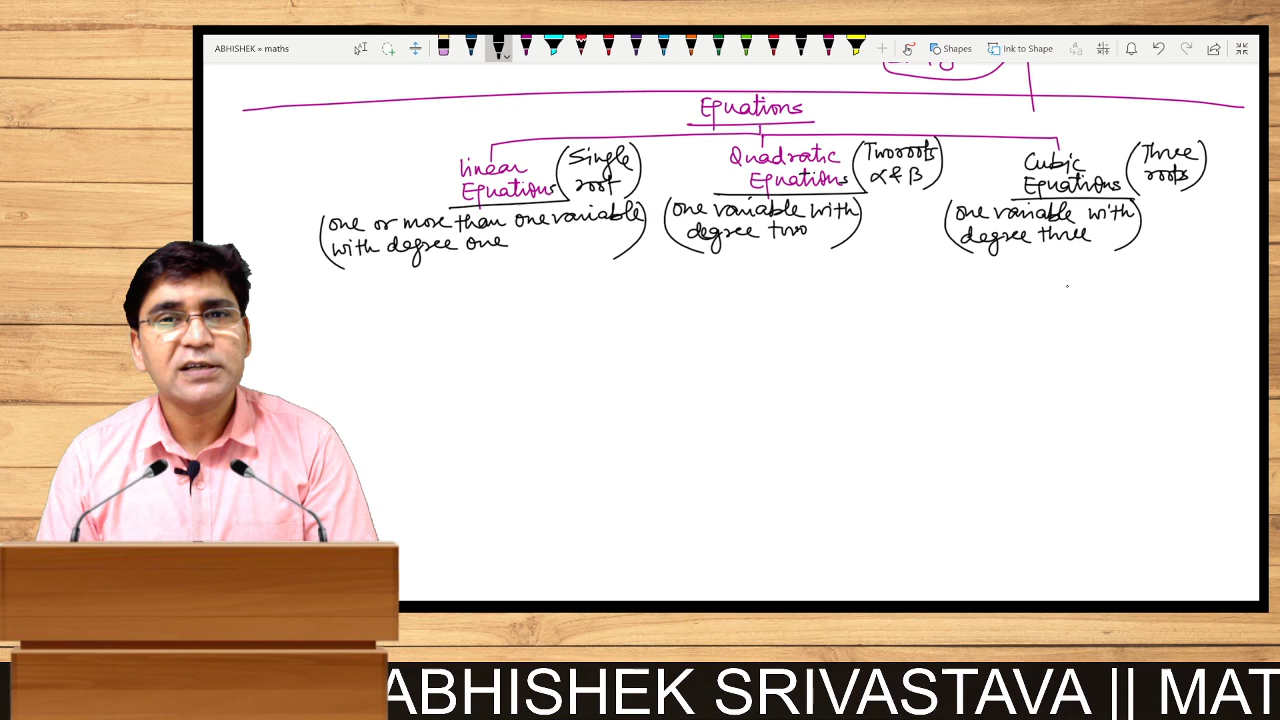 ABHISHEK » maths
Shapes
Ink to Shape
Equations
Linear
Equations
(Single
root)
Quadratic
Equations
(Two roots
α & β)
Cubic
Equations
(Three
roots)
(one or more than one variable
with degree one)
(one variable with
degree two)
(one variable with
degree three)
ABHISHEK SRIVASTAVA || MAT